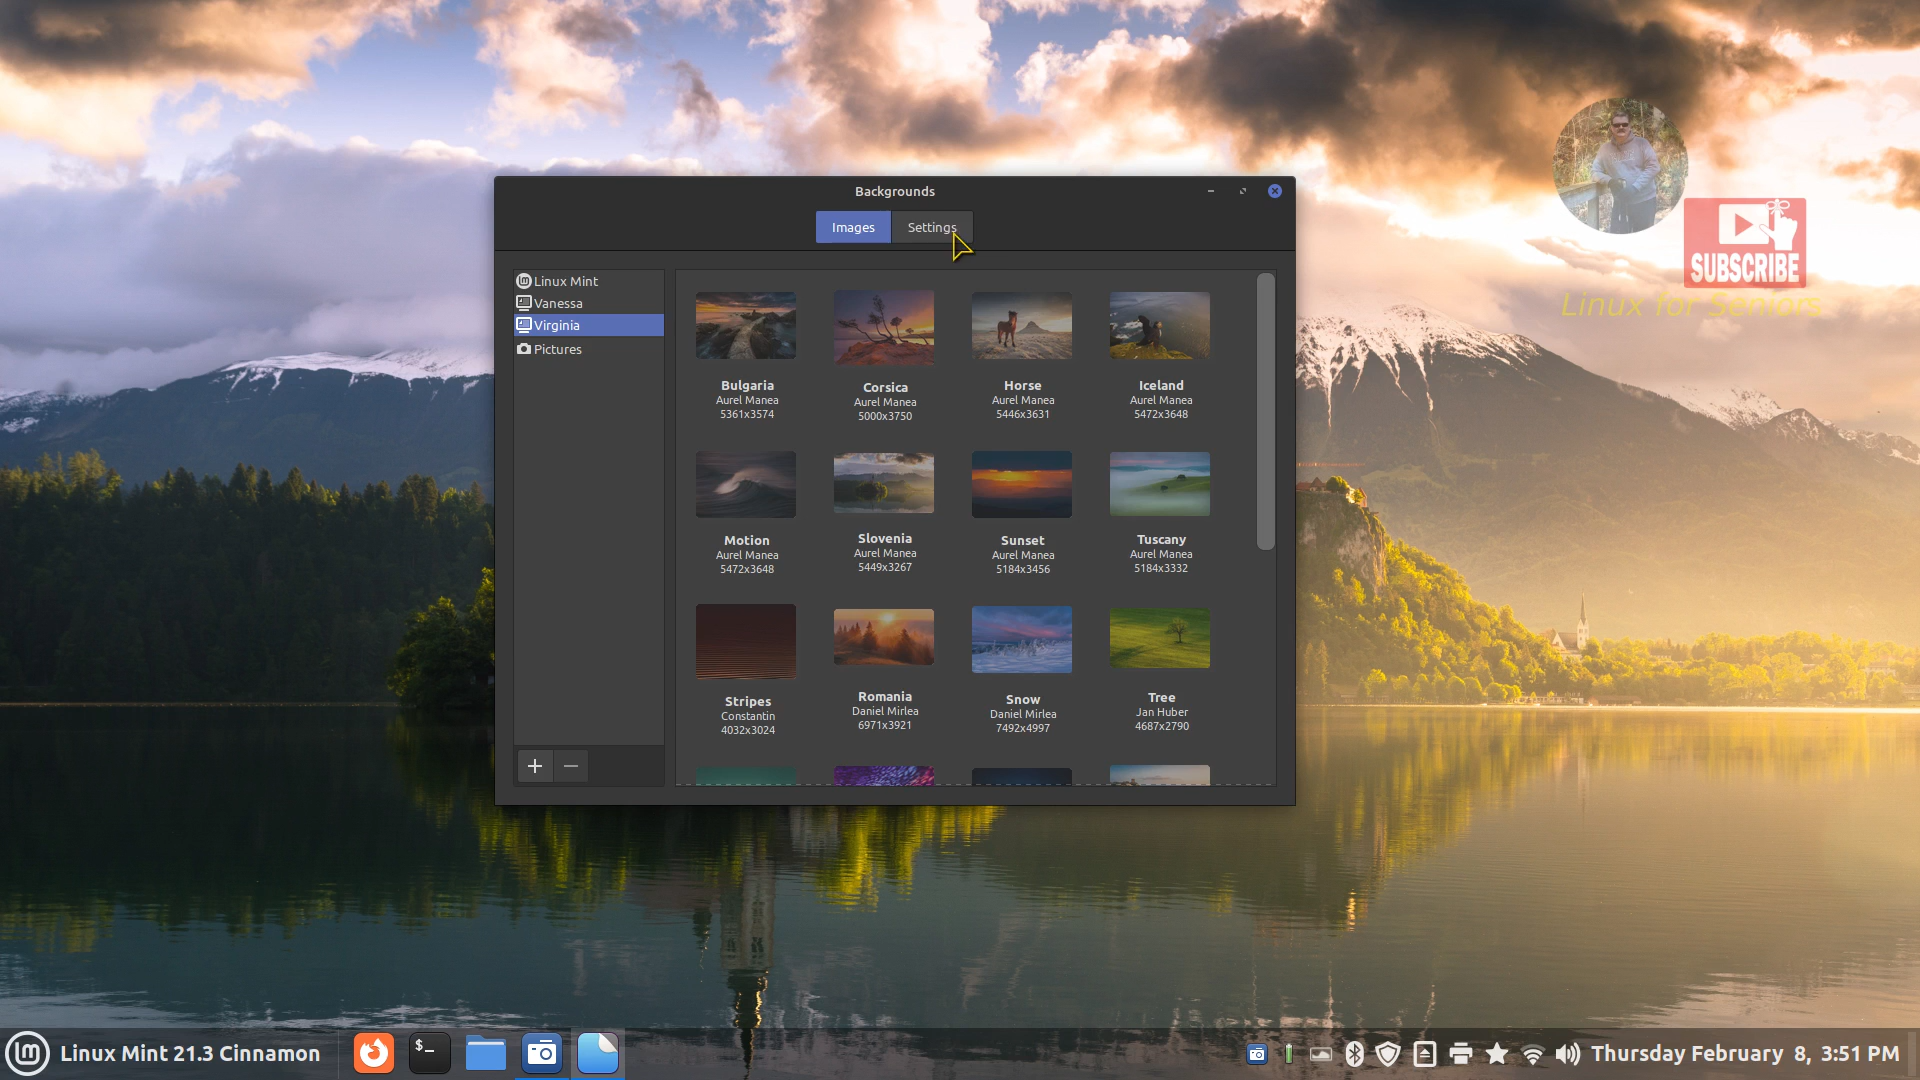 Backgrounds
Images
Settings
SUBSCRIBE
Linux for Seniors
Linux Mint
Vanessa
Virginia
Pictures
Bulgaria
Aurel Manea
5361x3574
Corsica
Aurel Manea
5000x3750
Horse
Aurel Manea
5446x3631
Iceland
Aurel Manea
5472x3648
Motion
Aurel Manea
5472x3648
Slovenia
Aurel Manea
5449x3267
Sunset
Aurel Manea
5184x3456
Tuscany
Aurel Manea
5184x3332
Stripes
Constantin
4032x3024
Romania
Daniel Mirlea
6971x3921
Snow
Daniel Mirlea
7492x4997
Tree
Jan Huber
4687x2790
Linux Mint 21.3 Cinnamon
$_
Thursday February 8, 3:51 PM